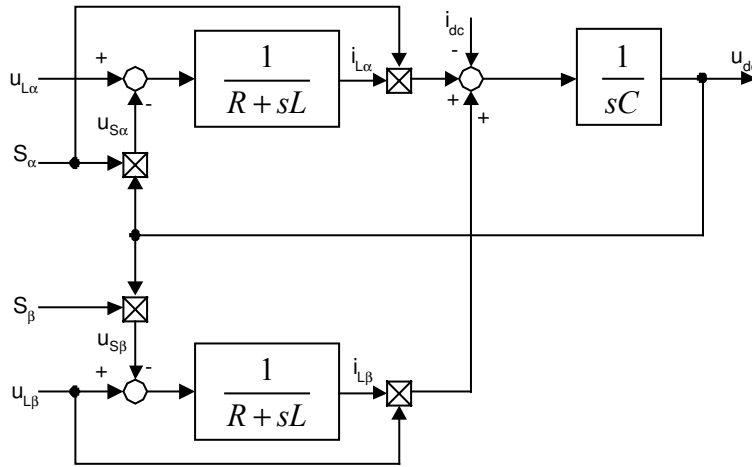 i_dc
-
u_Lα
+
1
R + sL
i_Lα
+
+
1
sC
u_dc
-
u_Sα
S_α
S_β
u_Sβ
+
-
u_Lβ
1
R + sL
i_Lβ